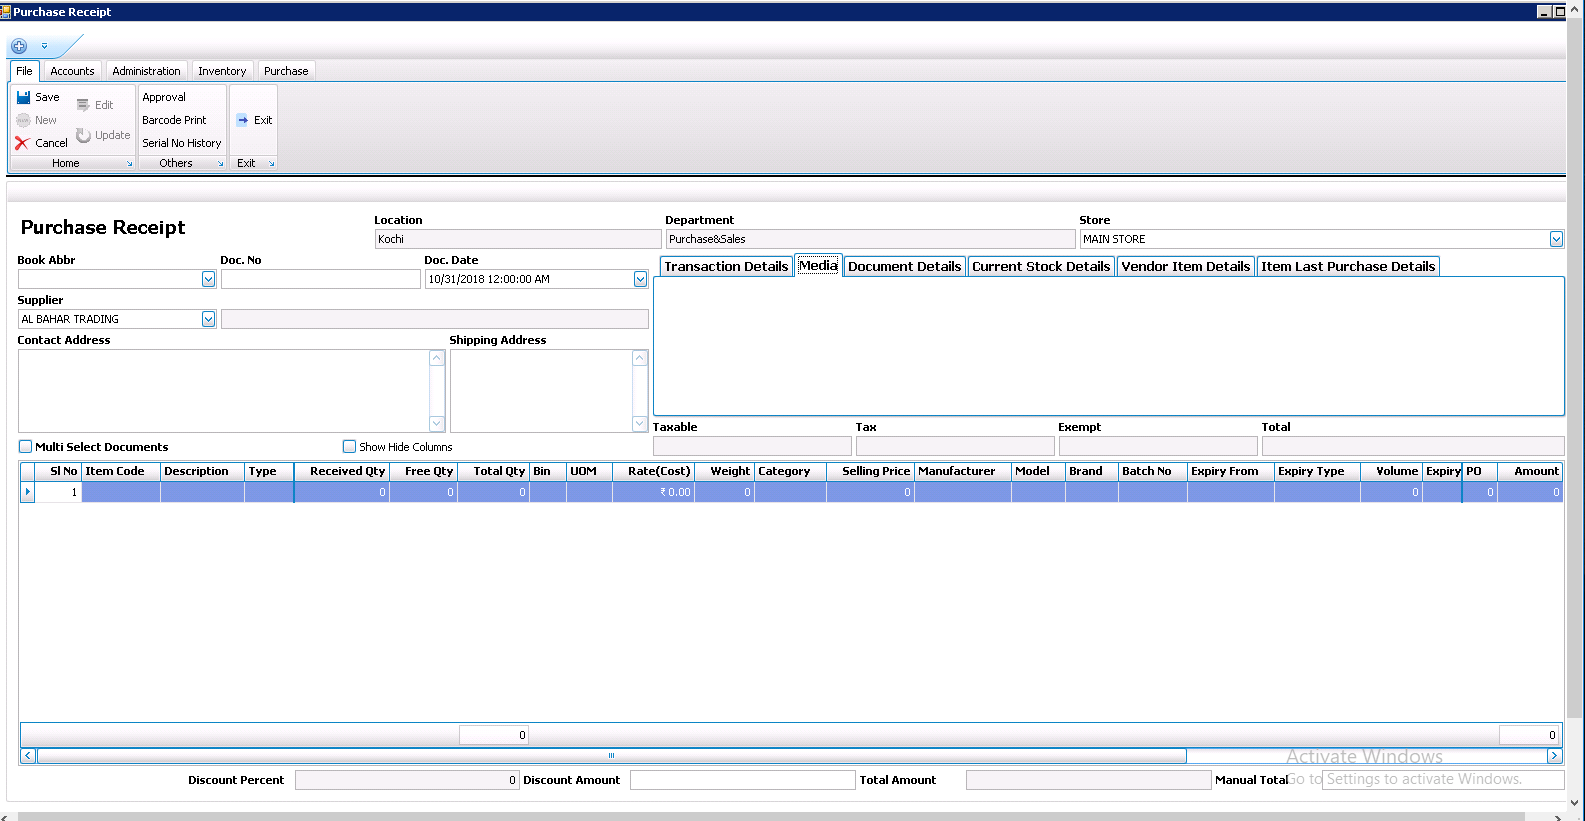 Purchase Receipt
File Accounts Administration Inventory Purchase
Save Edit Approval
New Update Barcode Print Exit
Cancel Serial No History
Home Others Exit
Purchase Receipt
Location Department Store
Kochi Purchase&Sales MAIN STORE
Book Abbr Doc. No Doc. Date
10/31/2018 12:00:00 AM
Transaction Details Media Document Details Current Stock Details Vendor Item Details Item Last Purchase Details
Supplier
AL BAHAR TRADING
Contact Address Shipping Address
Taxable Tax Exempt Total
Multi Select Documents Show Hide Columns
Sl No Item Code Description Type Received Qty Free Qty Total Qty Bin UOM Rate(Cost) Weight Category Selling Price Manufacturer Model Brand Batch No Expiry From Expiry Type Volume Expiry PO Amount
1 0 0 0 ₹ 0.00 0 0 0 0 0
0 0
Activate Windows
Discount Percent 0 Discount Amount Total Amount Manual Total
Go to Settings to activate Windows.